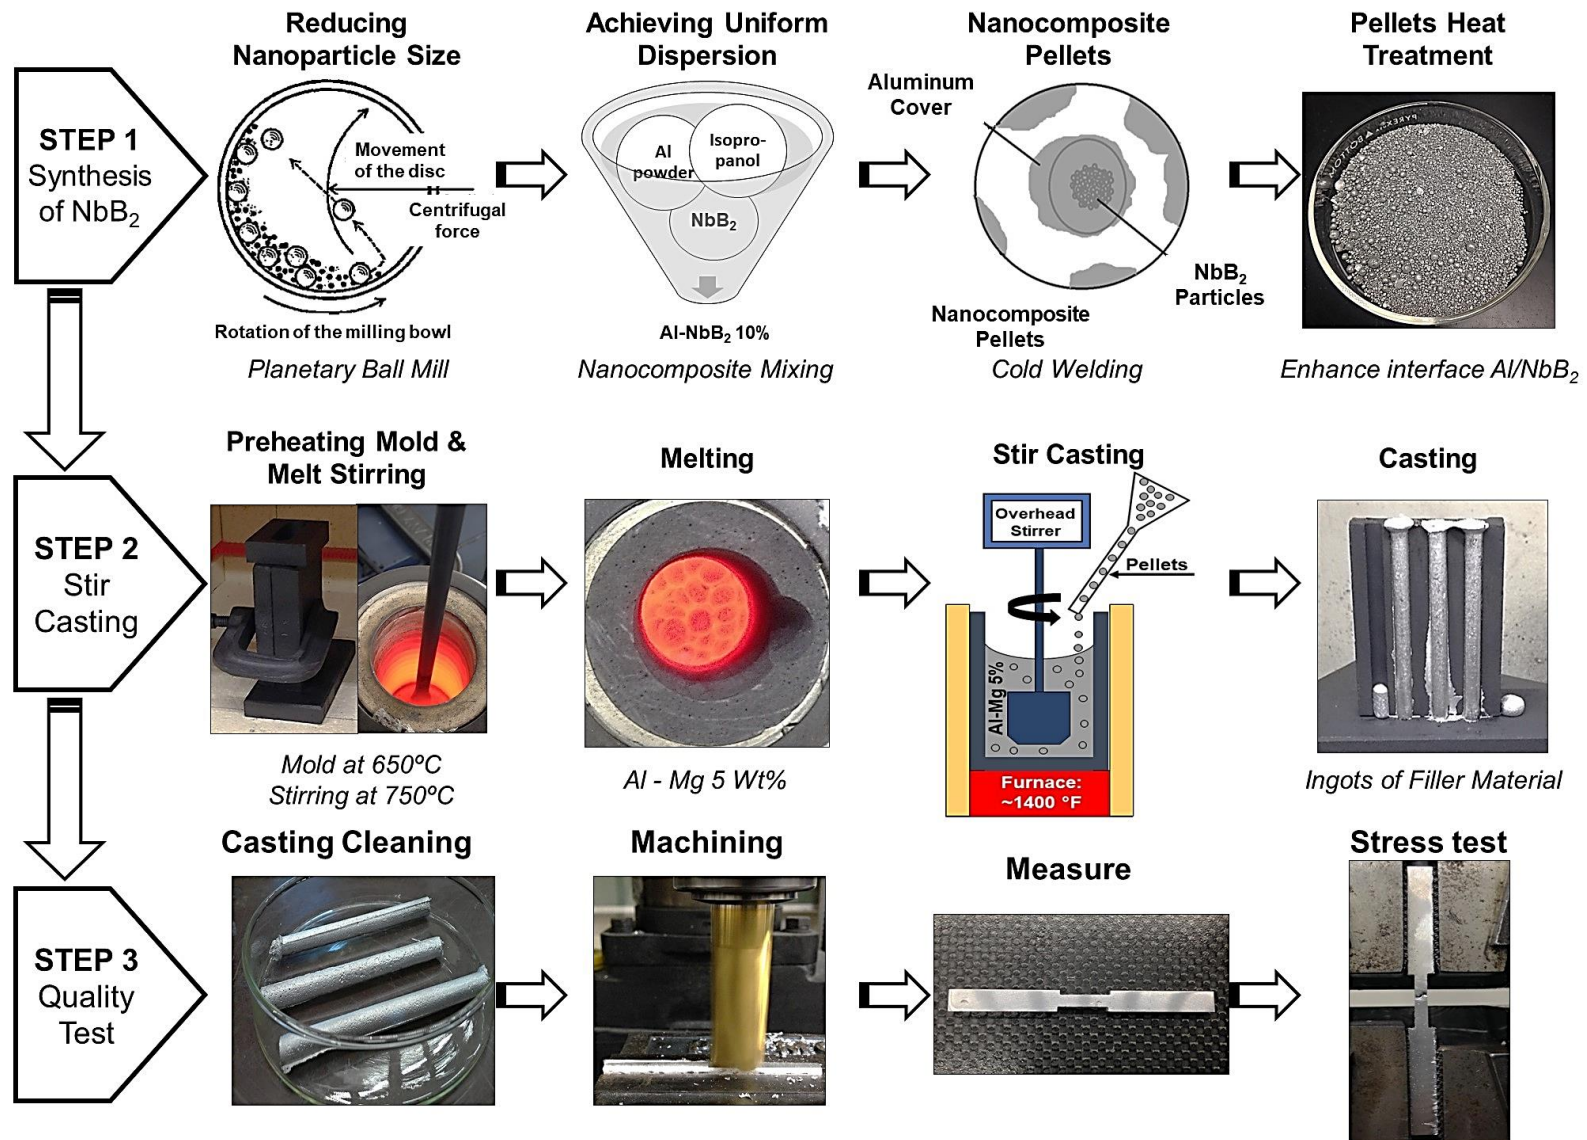 Reducing
Nanoparticle Size
Achieving Uniform
Dispersion
Nanocomposite
Pellets
Pellets Heat
Treatment
STEP 1
Synthesis
of NbB₂
Movement
of the disc
Centrifugal
force
Rotation of the milling bowl
Planetary Ball Mill
Al
powder
Isopro-
panol
NbB₂
Al-NbB₂ 10%
Nanocomposite Mixing
Aluminum
Cover
NbB₂
Particles
Nanocomposite
Pellets
Cold Welding
PYREX
Enhance interface Al/NbB₂
STEP 2
Stir
Casting
Preheating Mold &
Melt Stirring
Mold at 650ºC
Stirring at 750ºC
Melting
Al - Mg 5 Wt%
Stir Casting
Overhead
Stirrer
Pellets
Al-Mg 5%
Furnace:
~1400 °F
Casting
Ingots of Filler Material
STEP 3
Quality
Test
Casting Cleaning
Machining
Measure
Stress test